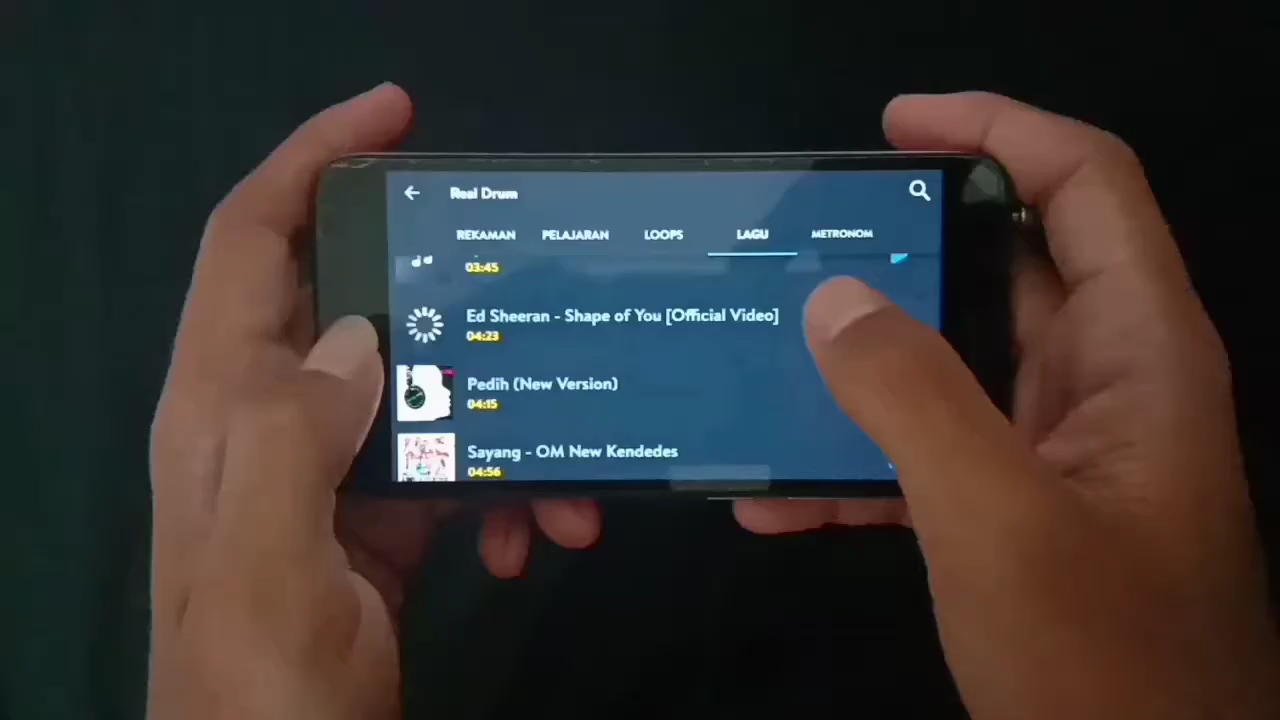 Real Drum
REKAMAN PELAJARAN LOOPS LAGU METRONOM
03:45
Ed Sheeran - Shape of You [Official Video]
04:23
Pedih (New Version)
04:15
Sayang - OM New Kendedes
04:56